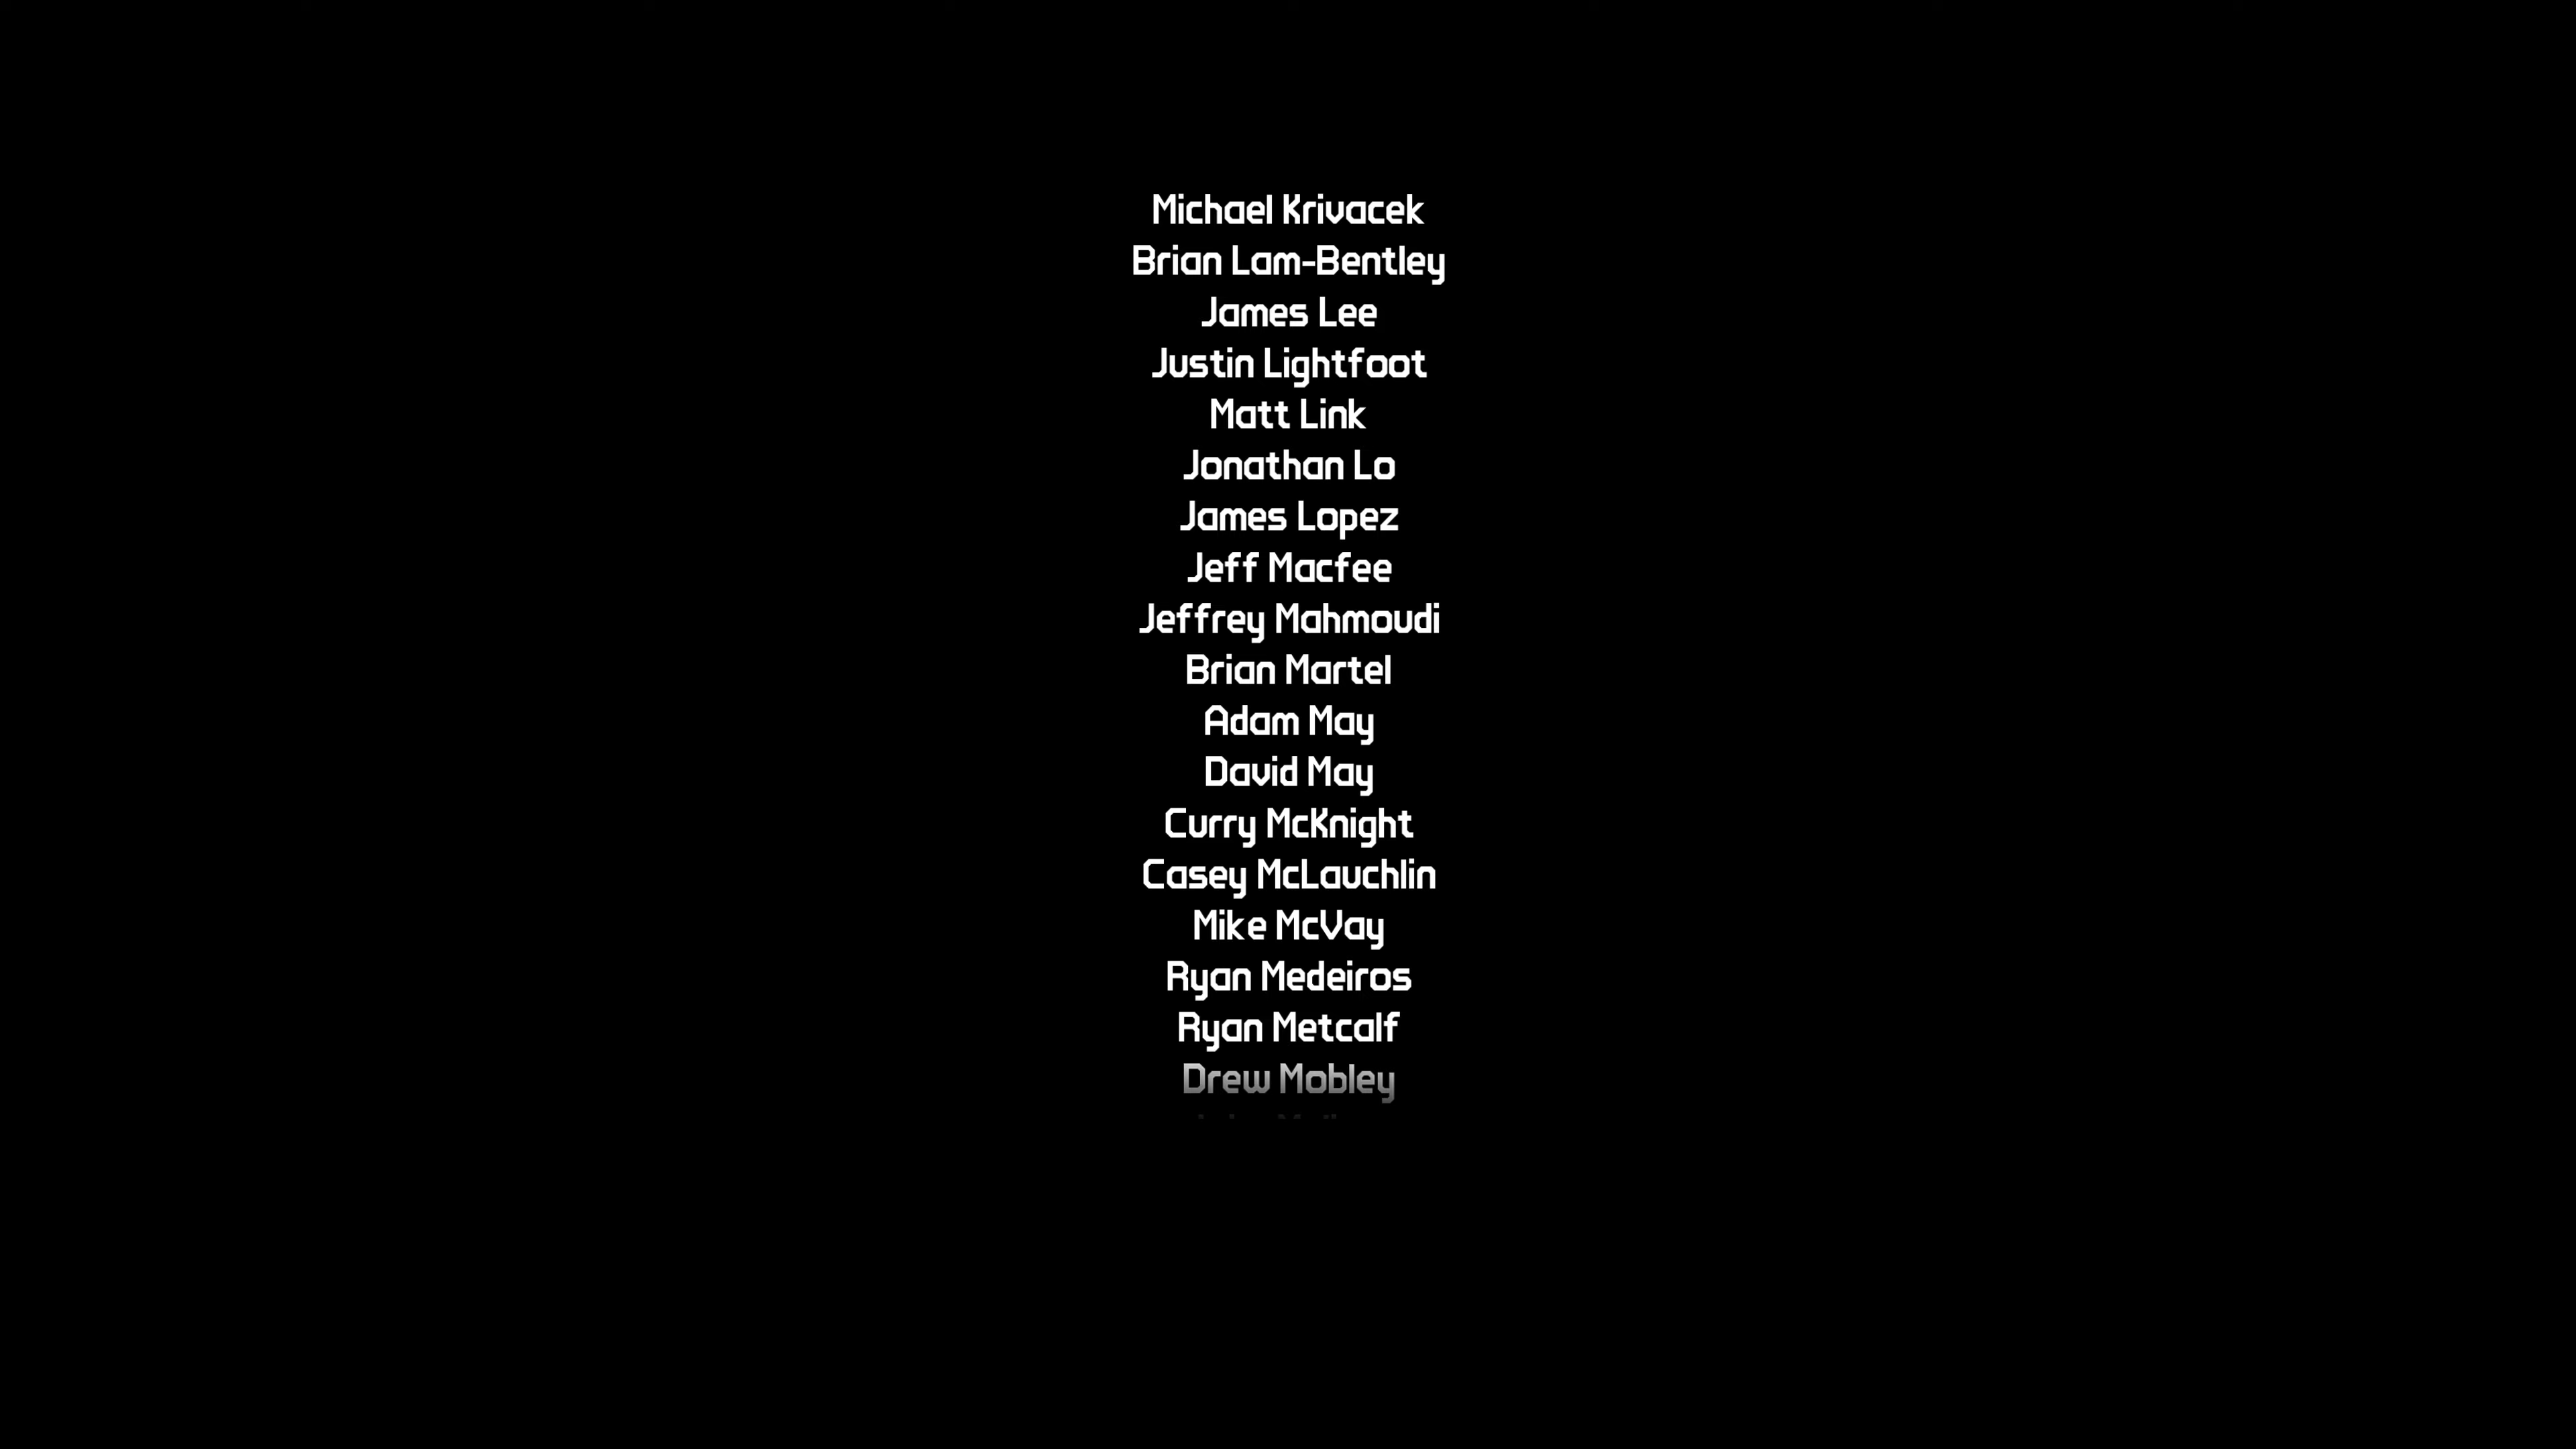 Michael Krivacek
Brian Lam-Bentley
James Lee
Justin Lightfoot
Matt Link
Jonathan Lo
James Lopez
Jeff Macfee
Jeffrey Mahmoudi
Brian Martel
Adam May
David May
Curry McKnight
Casey McLauchlin
Mike McVay
Ryan Medeiros
Ryan Metcalf
Drew Mobley